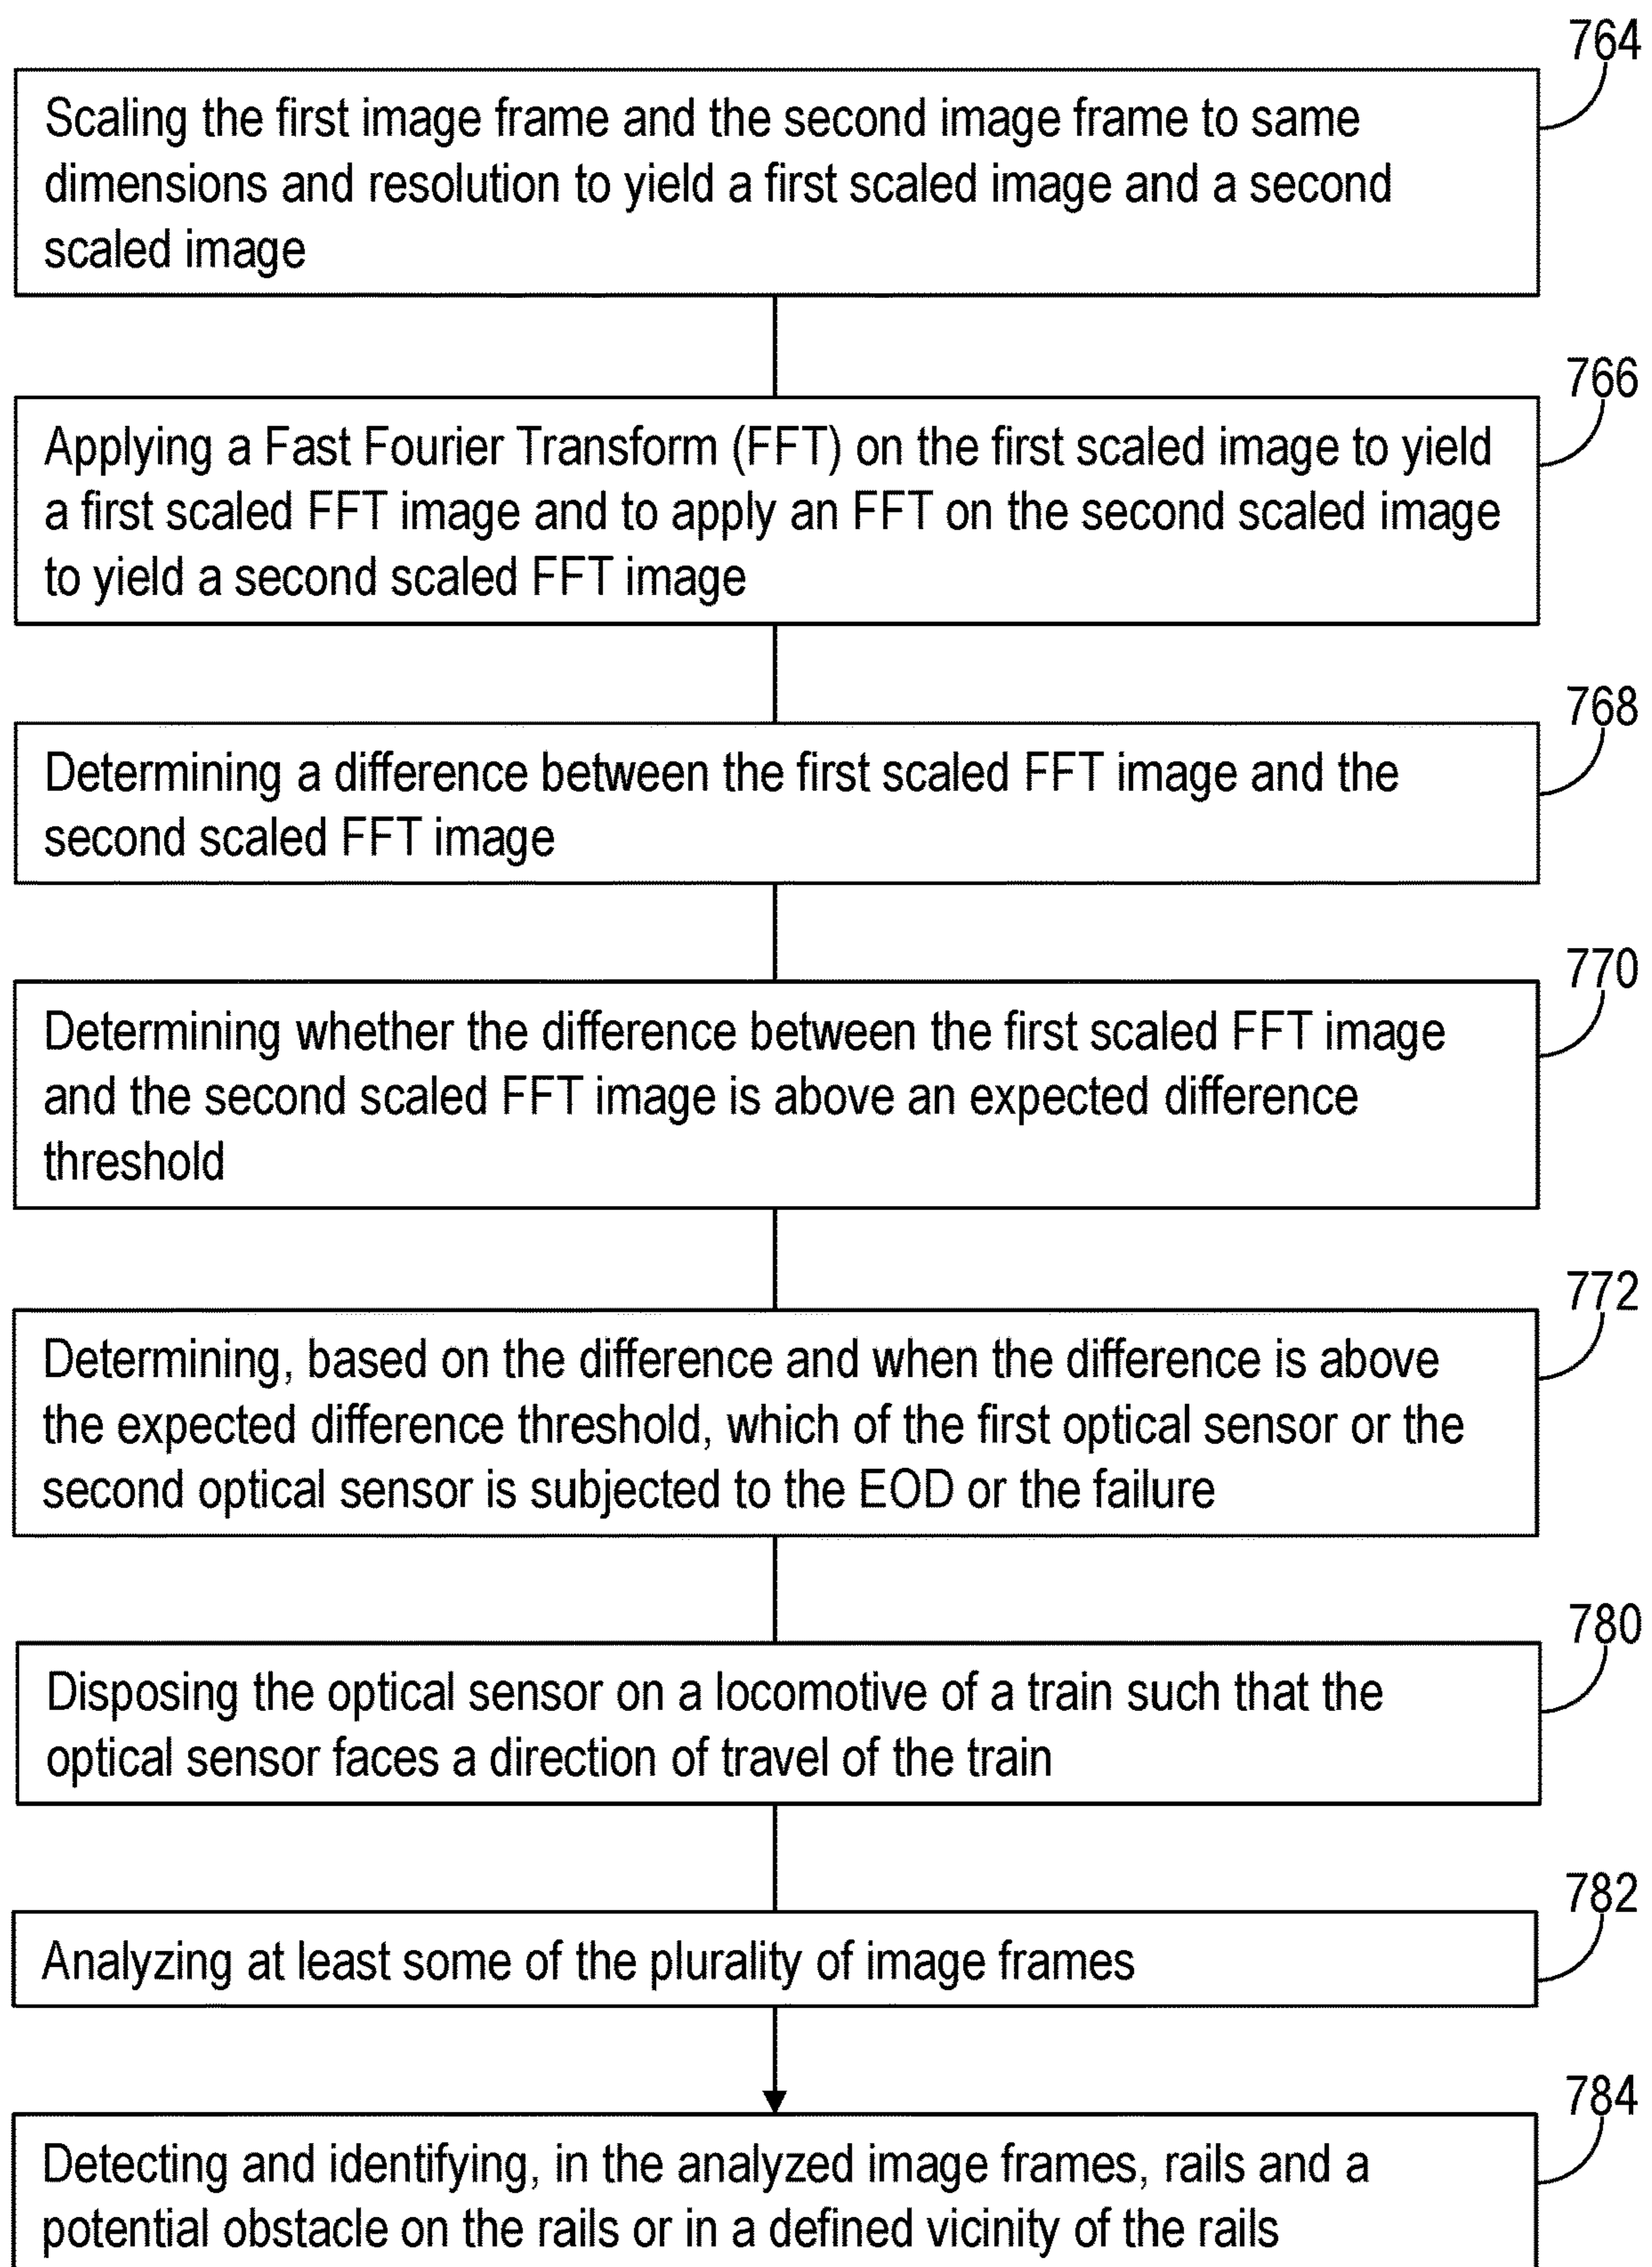 764
Scaling the first image frame and the second image frame to same
dimensions and resolution to yield a first scaled image and a second
scaled image
766
Applying a Fast Fourier Transform (FFT) on the first scaled image to yield
a first scaled FFT image and to apply an FFT on the second scaled image
to yield a second scaled FFT image
768
Determining a difference between the first scaled FFT image and the
second scaled FFT image
770
Determining whether the difference between the first scaled FFT image
and the second scaled FFT image is above an expected difference
threshold
772
Determining, based on the difference and when the difference is above
the expected difference threshold, which of the first optical sensor or the
second optical sensor is subjected to the EOD or the failure
780
Disposing the optical sensor on a locomotive of a train such that the
optical sensor faces a direction of travel of the train
782
Analyzing at least some of the plurality of image frames
784
Detecting and identifying, in the analyzed image frames, rails and a
potential obstacle on the rails or in a defined vicinity of the rails